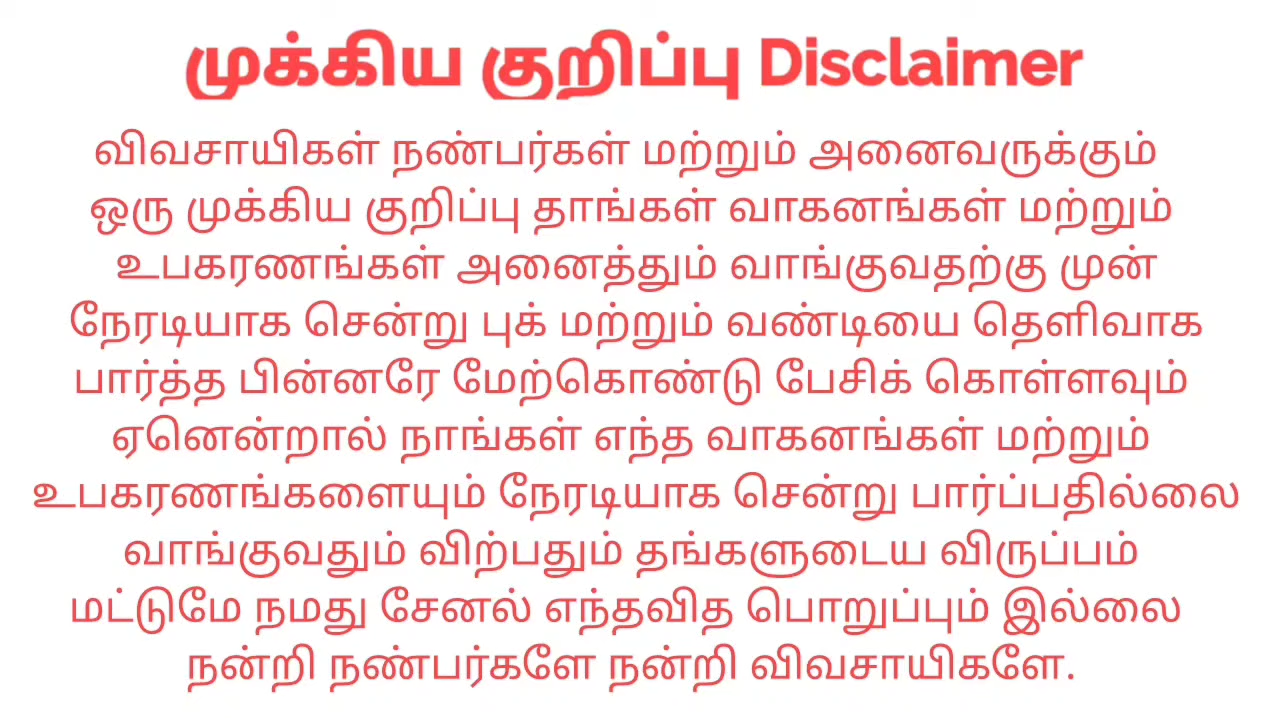 முக்கிய குறிப்பு Disclaimer
விவசாயிகள் நண்பர்கள் மற்றும் அனைவருக்கும்
ஒரு முக்கிய குறிப்பு தாங்கள் வாகனங்கள் மற்றும்
உபகரணங்கள் அனைத்தும் வாங்குவதற்கு முன்
நேரடியாக சென்று புக் மற்றும் வண்டியை தெளிவாக
பார்த்த பின்னரே மேற்கொண்டு பேசிக் கொள்ளவும்
ஏனென்றால் நாங்கள் எந்த வாகனங்கள் மற்றும்
உபகரணங்களையும் நேரடியாக சென்று பார்ப்பதில்லை
வாங்குவதும் விற்பதும் தங்களுடைய விருப்பம்
மட்டுமே நமது சேனல் எந்தவித பொறுப்பும் இல்லை
நன்றி நண்பர்களே நன்றி விவசாயிகளே.